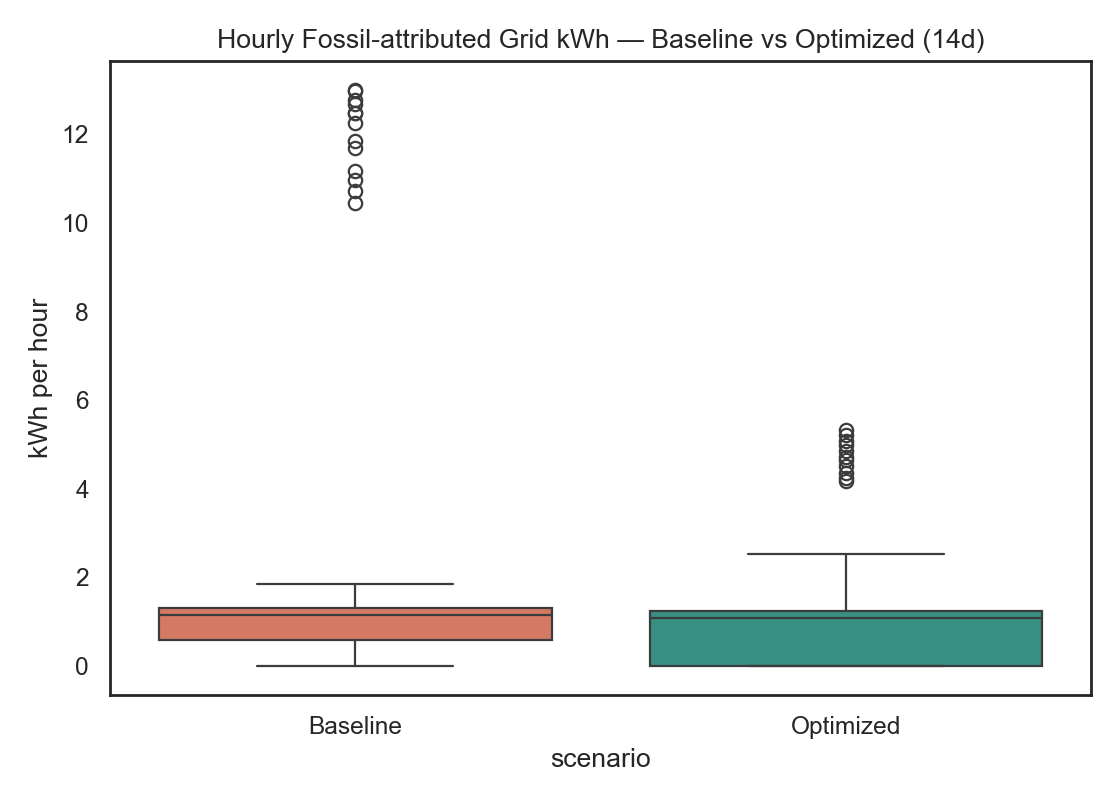 Hourly Fossil-attributed Grid kWh — Baseline vs Optimized (14d)
kWh per hour
12
10
8
6
4
2
0
Baseline
Optimized
scenario